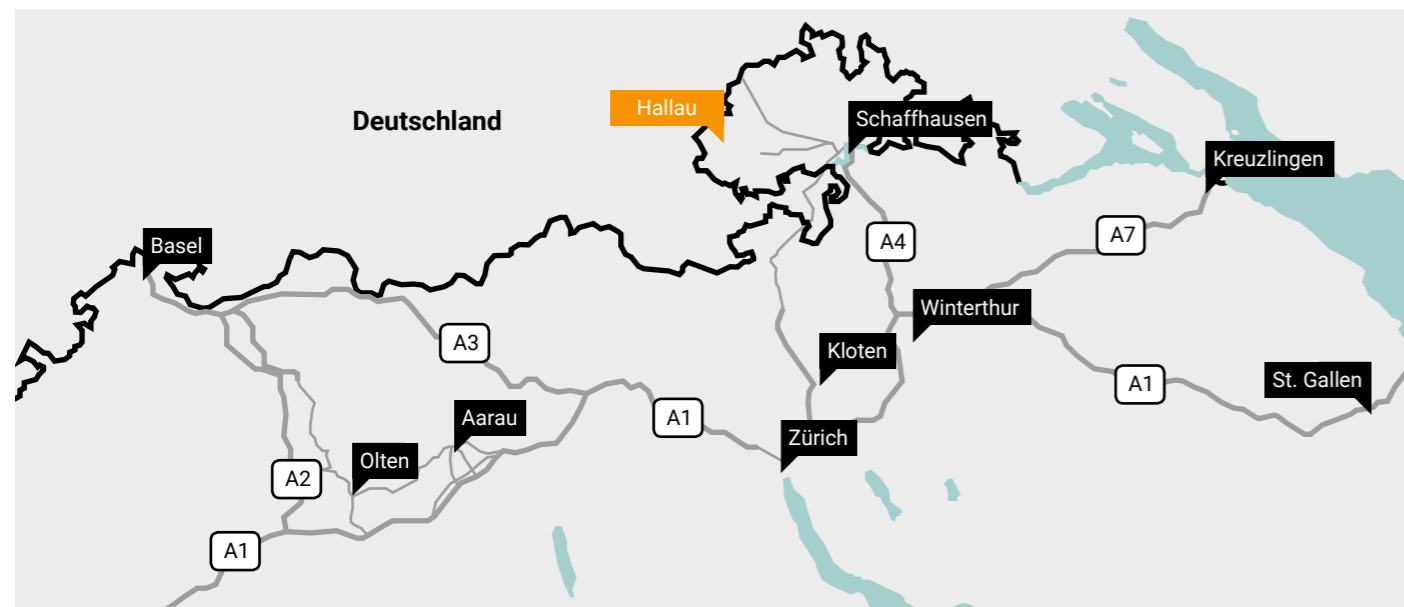 Hallau
Deutschland
Schaffhausen
Kreuzlingen
A7
A4
Basel
Winterthur
A3
Kloten
St. Gallen
A1
Aarau
A1
Zürich
Olten
A2
A1